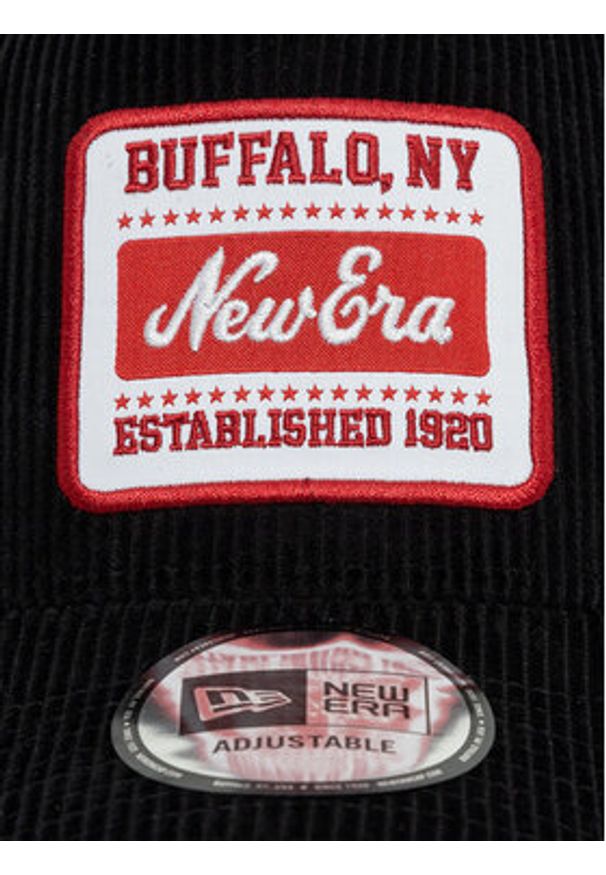 BUFFALO, NY
New Era
ESTABLISHED 1920
NEW
ERA
ADJUSTABLE